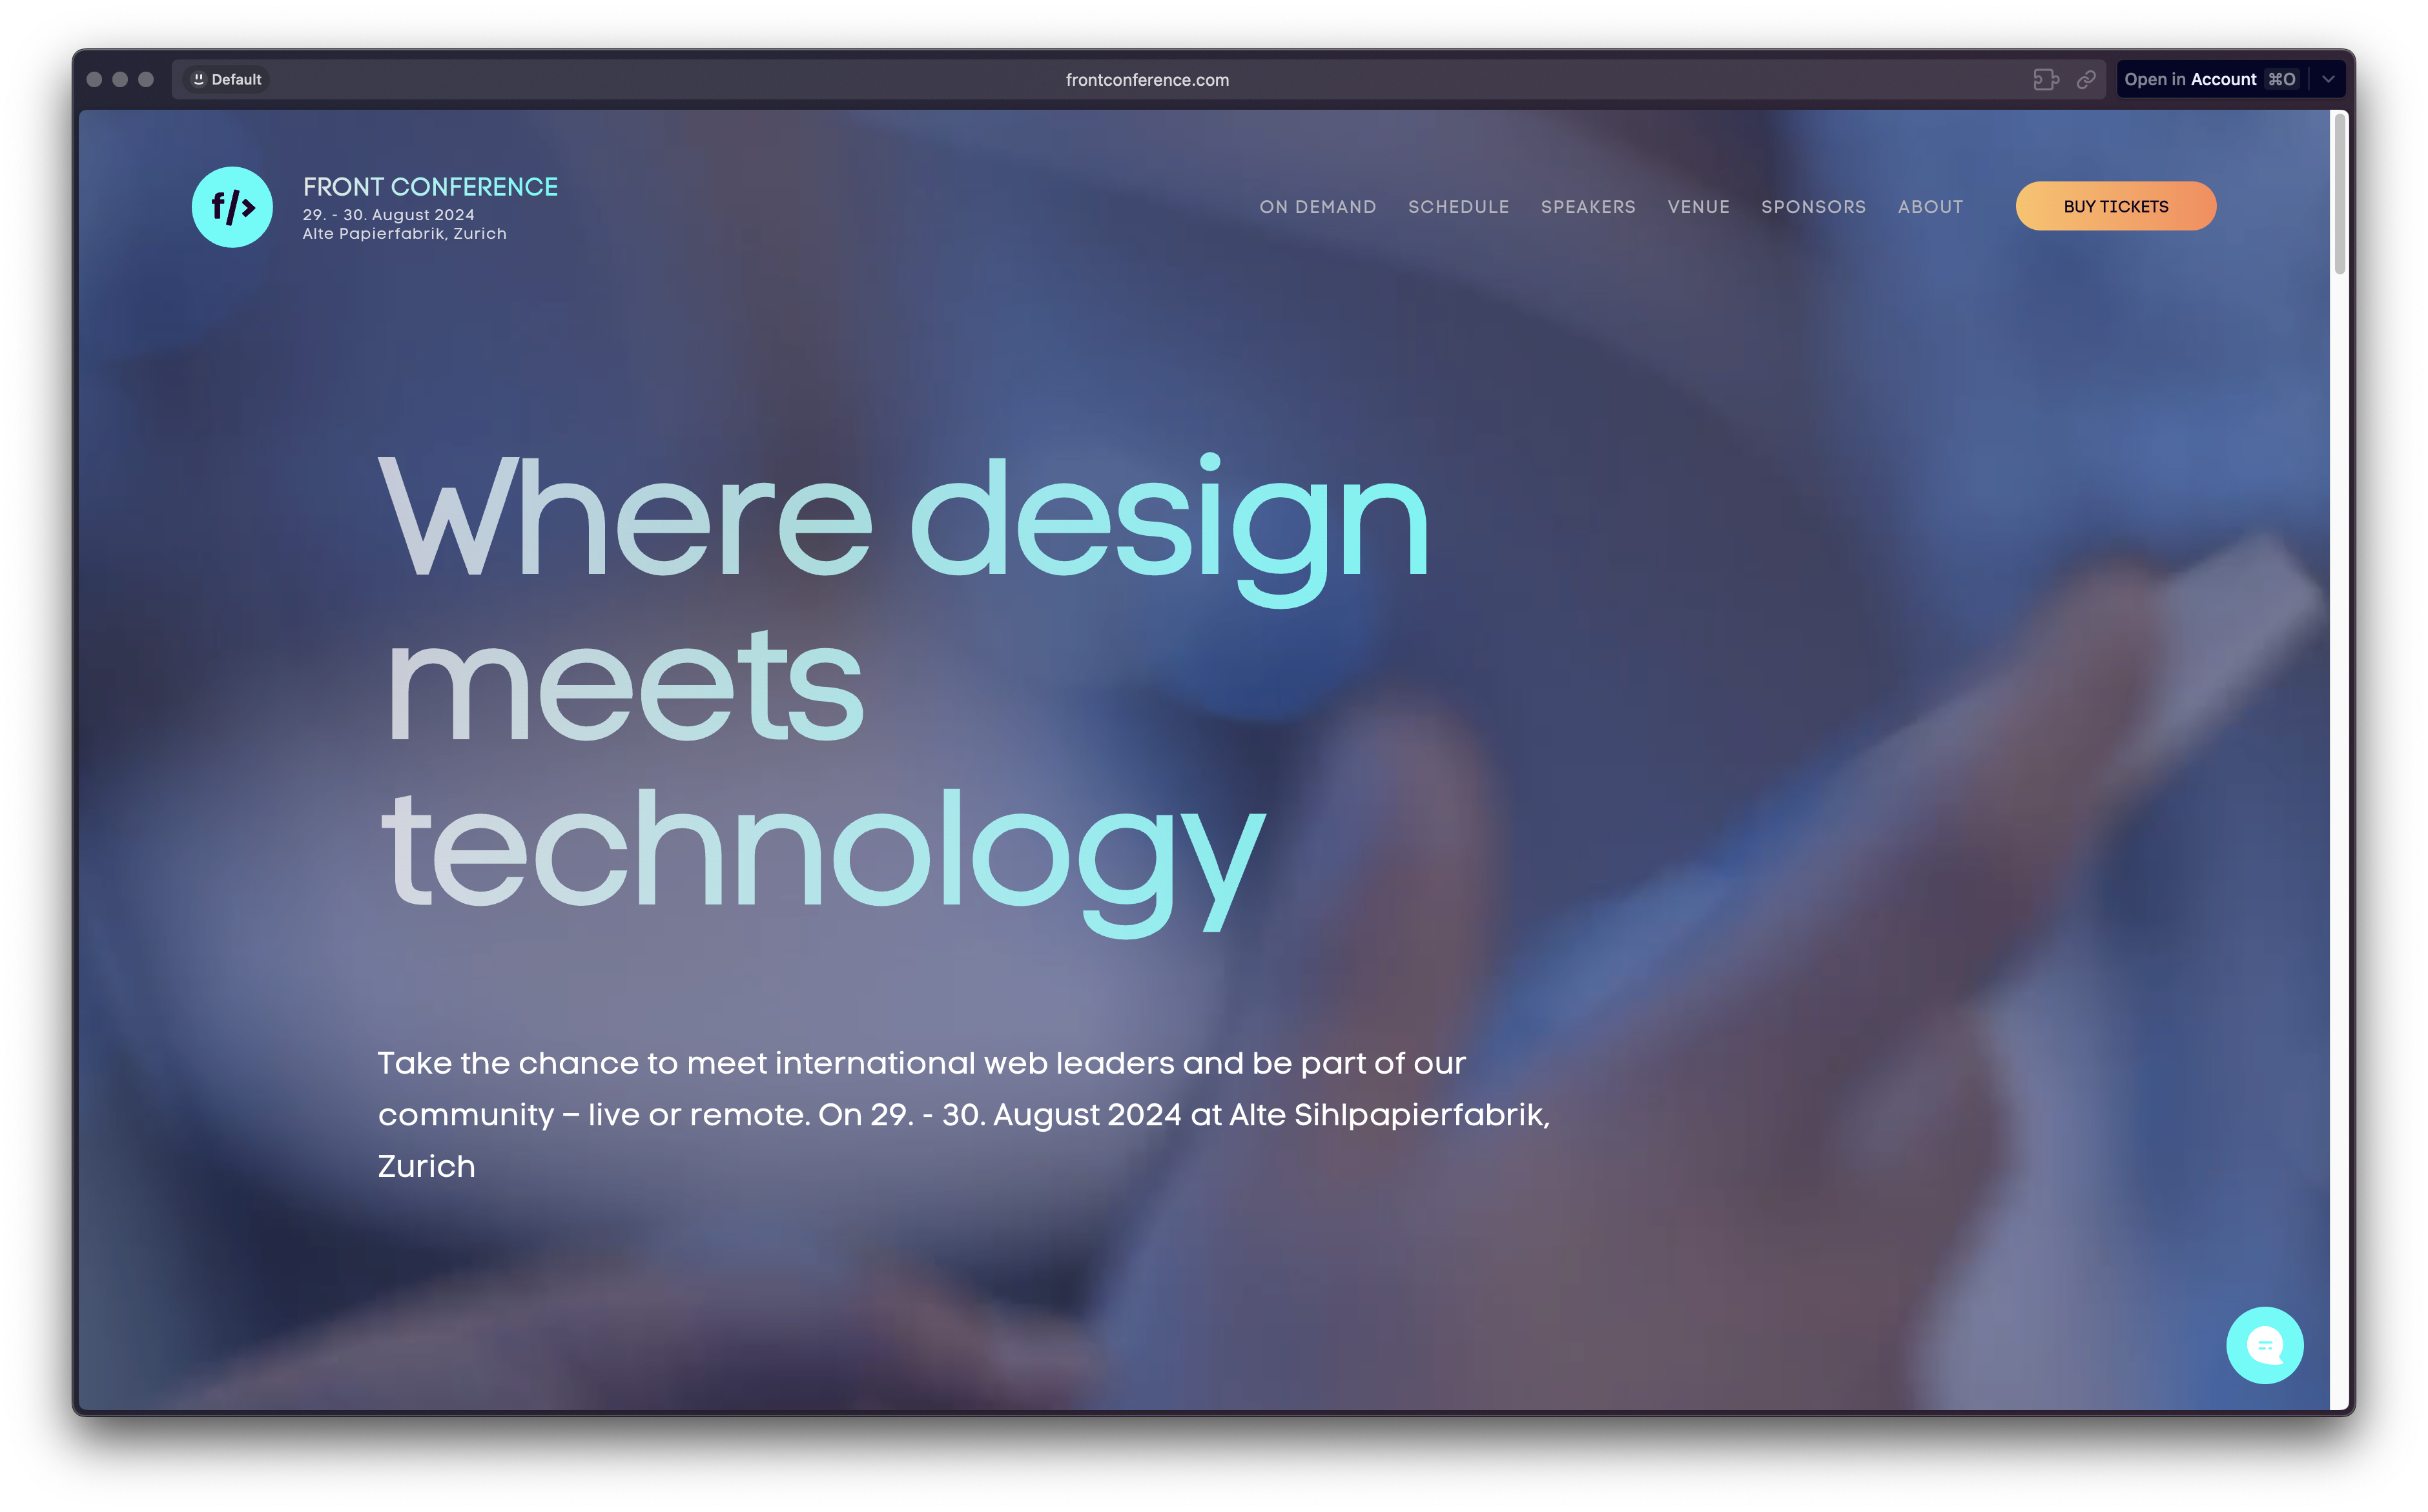 Default
frontconference.com
Open in Account ⌘O
f/>
FRONT CONFERENCE
29. - 30. August 2024
Alte Papierfabrik, Zurich
ON DEMAND
SCHEDULE
SPEAKERS
VENUE
SPONSORS
ABOUT
BUY TICKETS
Where design
meets
technology
Take the chance to meet international web leaders and be part of our
community – live or remote. On 29. - 30. August 2024 at Alte Sihlpapierfabrik,
Zurich